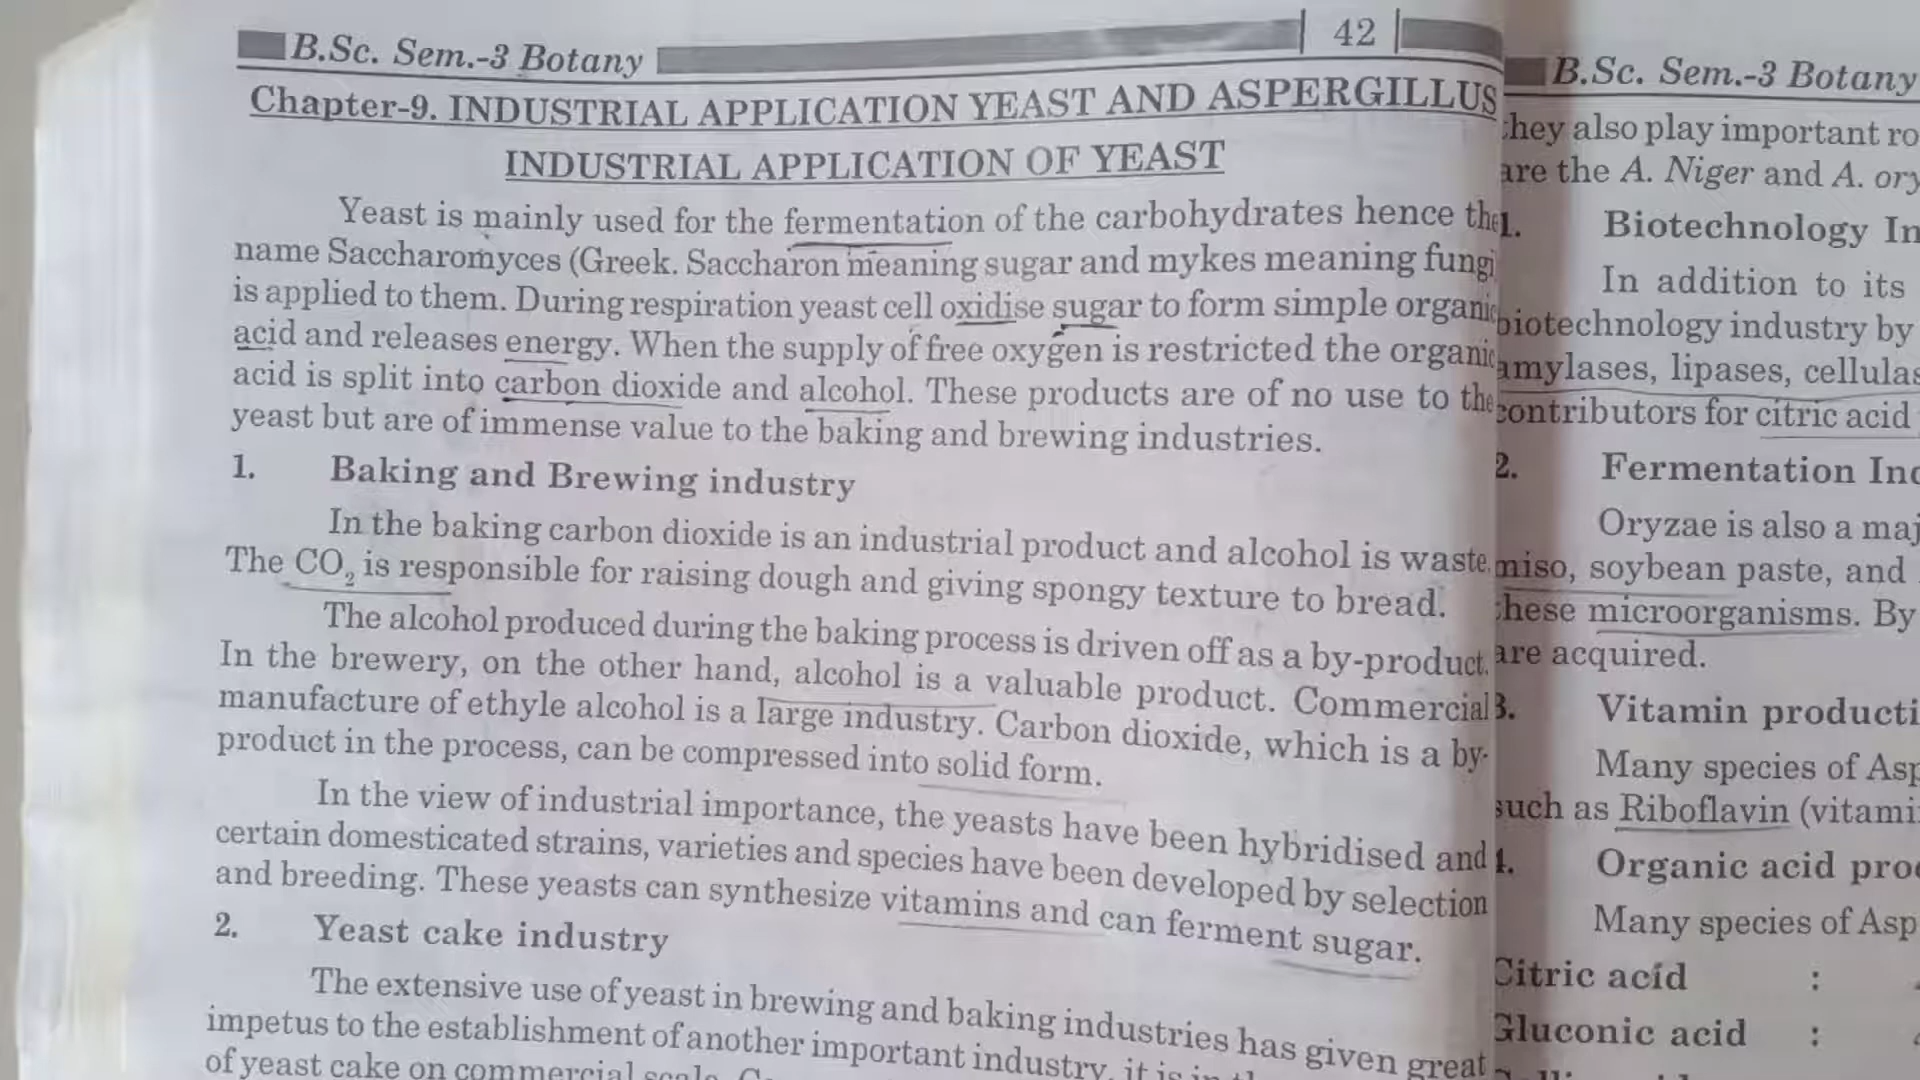 B.Sc. Sem.-3 Botany 42
Chapter-9. INDUSTRIAL APPLICATION YEAST AND ASPERGILLUS
INDUSTRIAL APPLICATION OF YEAST
Yeast is mainly used for the fermentation of the carbohydrates hence the
name Saccharomyces (Greek. Saccharon meaning sugar and mykes meaning fungi
is applied to them. During respiration yeast cell oxidise sugar to form simple organic
acid and releases energy. When the supply of free oxygen is restricted the organic
acid is split into carbon dioxide and alcohol. These products are of no use to the
yeast but are of immense value to the baking and brewing industries.
1. Baking and Brewing industry
In the baking carbon dioxide is an industrial product and alcohol is waste.
The CO₂ is responsible for raising dough and giving spongy texture to bread.
The alcohol produced during the baking process is driven off as a by-product.
In the brewery, on the other hand, alcohol is a valuable product. Commercial
manufacture of ethyle alcohol is a large industry. Carbon dioxide, which is a by-
product in the process, can be compressed into solid form.
In the view of industrial importance, the yeasts have been hybridised and
certain domesticated strains, varieties and species have been developed by selection
and breeding. These yeasts can synthesize vitamins and can ferment sugar.
2. Yeast cake industry
The extensive use of yeast in brewing and baking industries has given great
impetus to the establishment of another important industry, it is in
of yeast cake on commercial scale.
B.Sc. Sem.-3 Botany
they also play important
are the A. Niger and A.
1. Biotechnology
In addition to its
biotechnology industry by
amylases, lipases,
contributors for citric acid
2. Fermentation
Oryzae is also a
miso, soybean paste, and
these microorganisms. By
are acquired.
3. Vitamin
Many species of
such as Riboflavin
4. Organic acid
Many species of
Citric acid :
Gluconic acid :